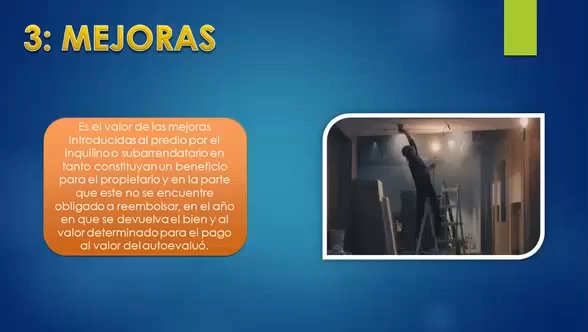 3: MEJORAS
Es el valor de las mejoras
introducidas al predio por el
inquilino o subarrendatario en
tanto constituyan un beneficio
para el propietario y en la parte
que este no se encuentre
obligado a reembolsar, en el año
en que se devuelva el bien y al
valor determinado para el pago
al valor del autoevaluó.